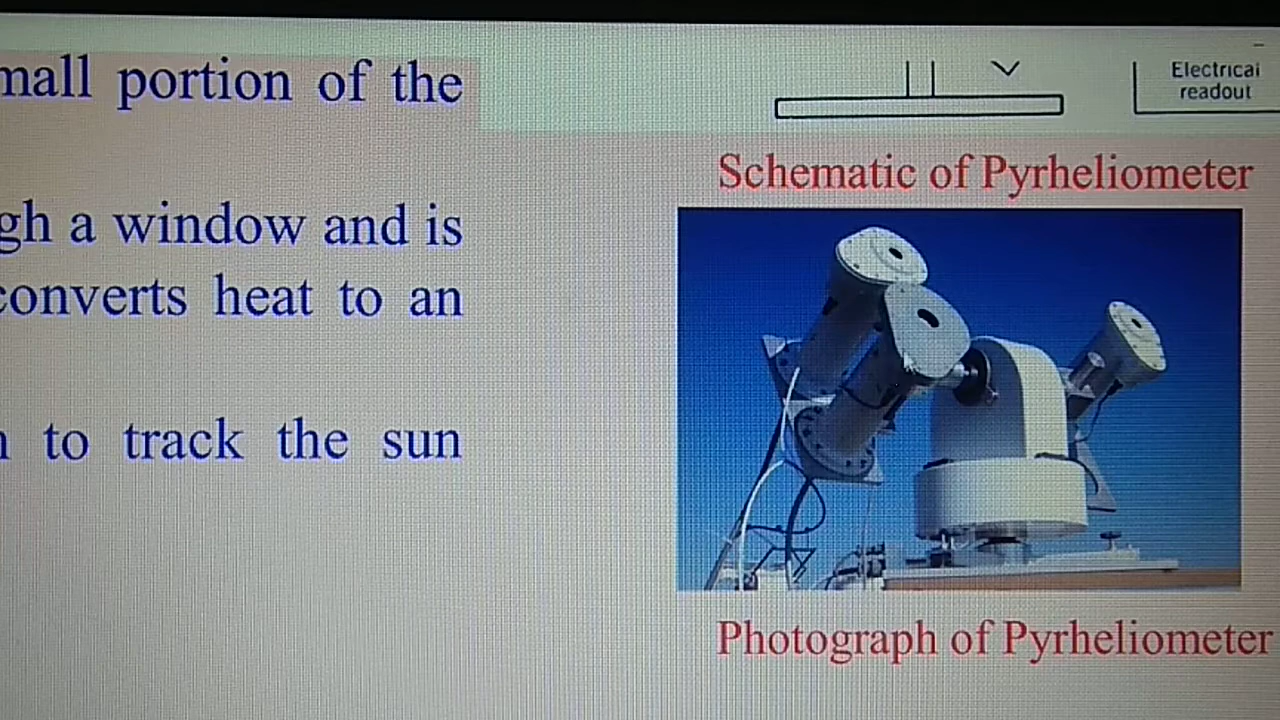 mall portion of the
gh a window and is
converts heat to an
to track the sun
Electrical
readout
Schematic of Pyrheliometer
Photograph of Pyrheliometer